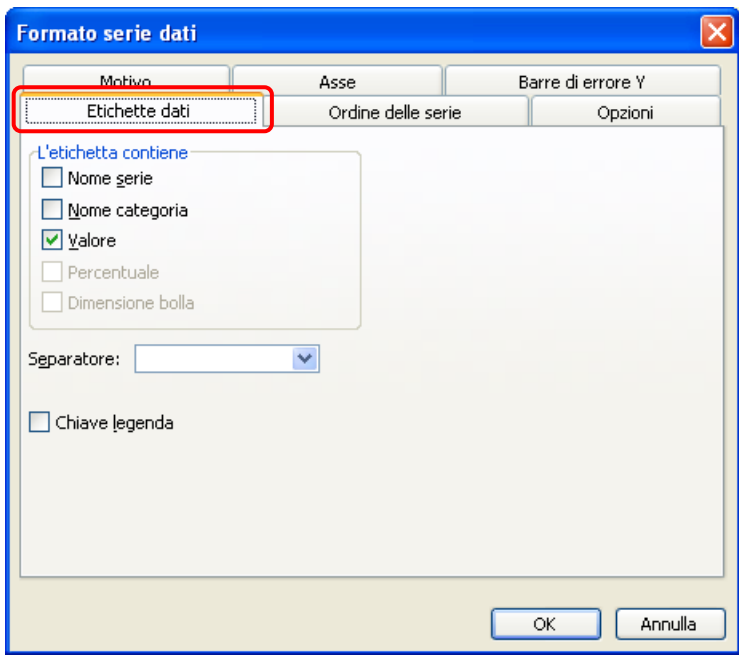 Formato serie dati
Motivo Asse Barre di errore Y
Etichette dati Ordine delle serie Opzioni
L'etichetta contiene
Nome serie
Nome categoria
Valore
Percentuale
Dimensione bolla
Separatore:
Chiave legenda
OK Annulla